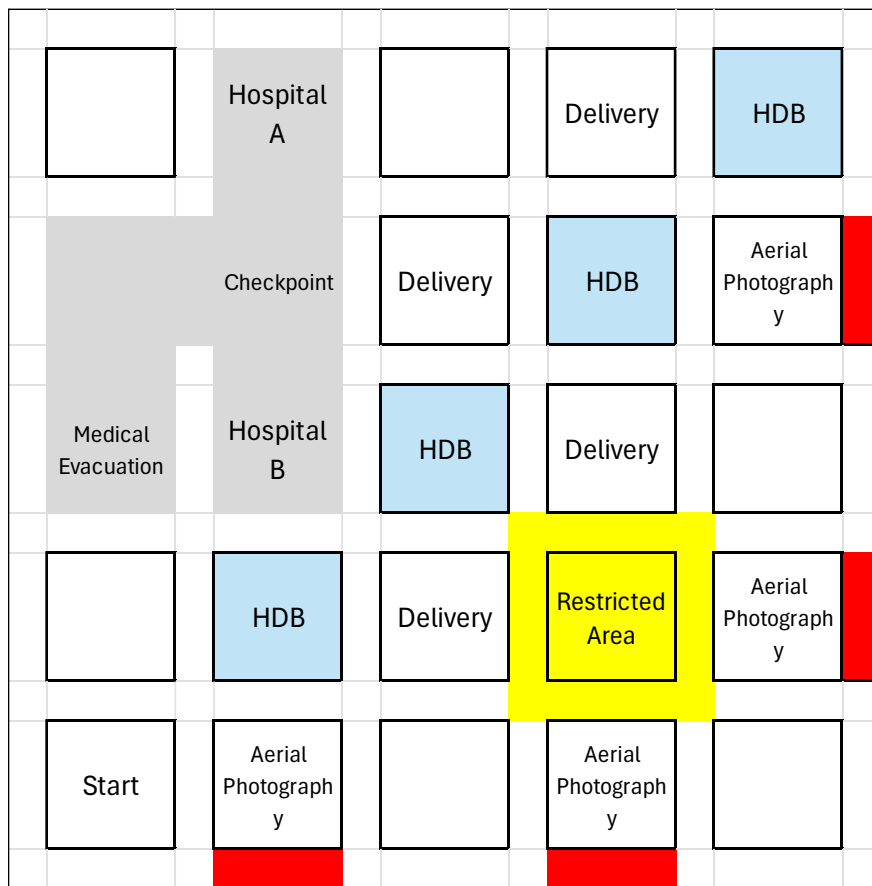 Hospital
A
Delivery
HDB
Checkpoint
Delivery
HDB
Aerial
Photograph
y
Medical
Evacuation
Hospital
B
HDB
Delivery
HDB
Delivery
Restricted
Area
Aerial
Photograph
y
Start
Aerial
Photograph
y
Aerial
Photograph
y